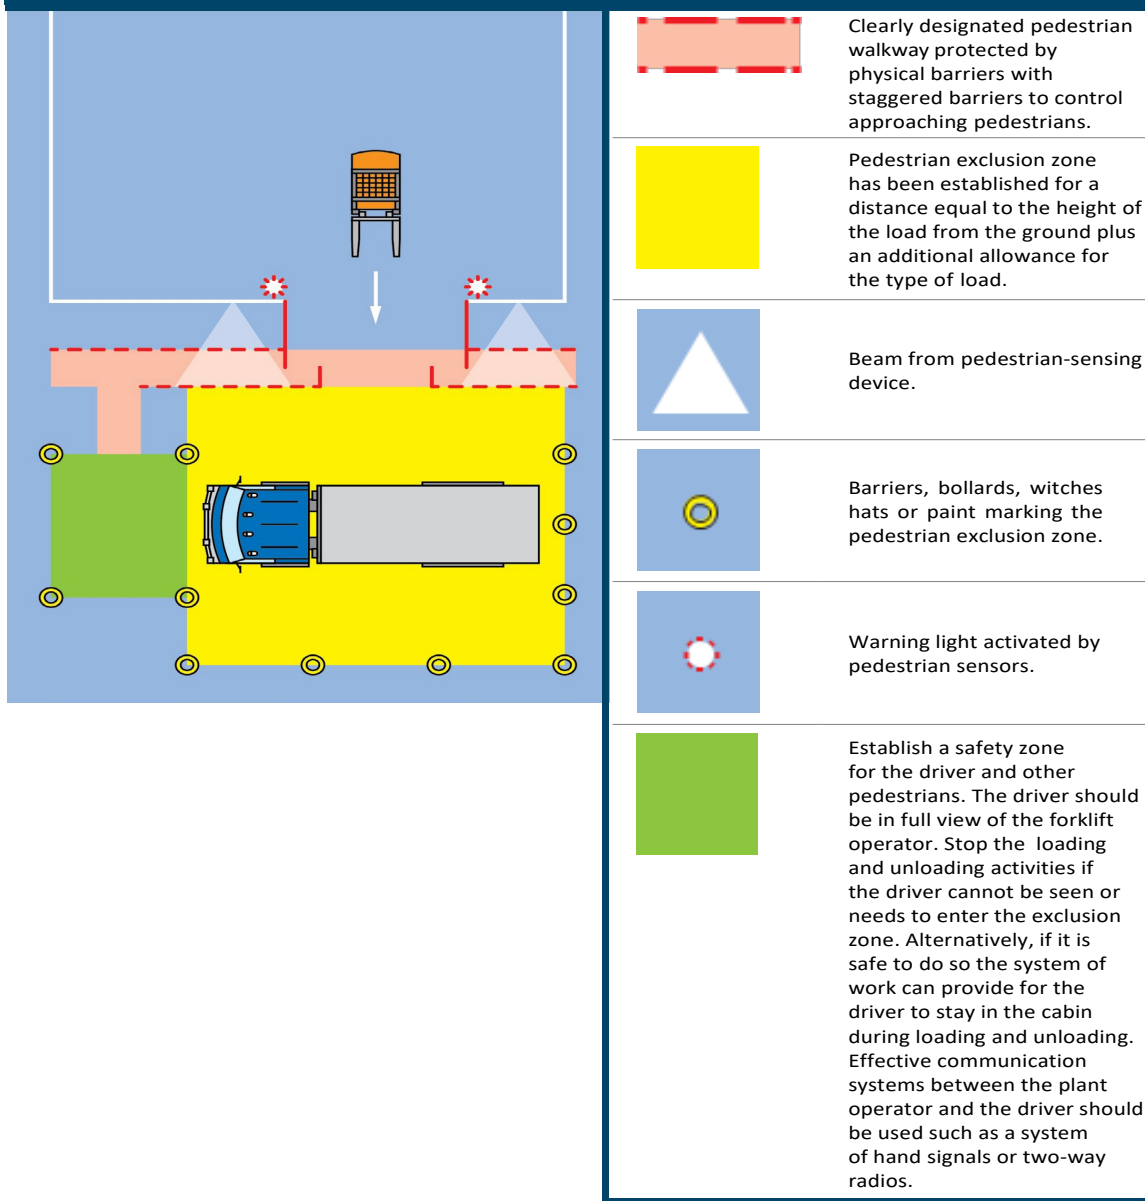 Clearly designated pedestrian
walkway protected by
physical barriers with
staggered barriers to control
approaching pedestrians.
Pedestrian exclusion zone
has been established for a
distance equal to the height of
the load from the ground plus
an additional allowance for
the type of load.
Beam from pedestrian-sensing
device.
Barriers, bollards, witches
hats or paint marking the
pedestrian exclusion zone.
Warning light activated by
pedestrian sensors.
Establish a safety zone
for the driver and other
pedestrians. The driver should
be in full view of the forklift
operator. Stop the loading
and unloading activities if
the driver cannot be seen or
needs to enter the exclusion
zone. Alternatively, if it is
safe to do so the system of
work can provide for the
driver to stay in the cabin
during loading and unloading.
Effective communication
systems between the plant
operator and the driver should
be used such as a system
of hand signals or two-way
radios.